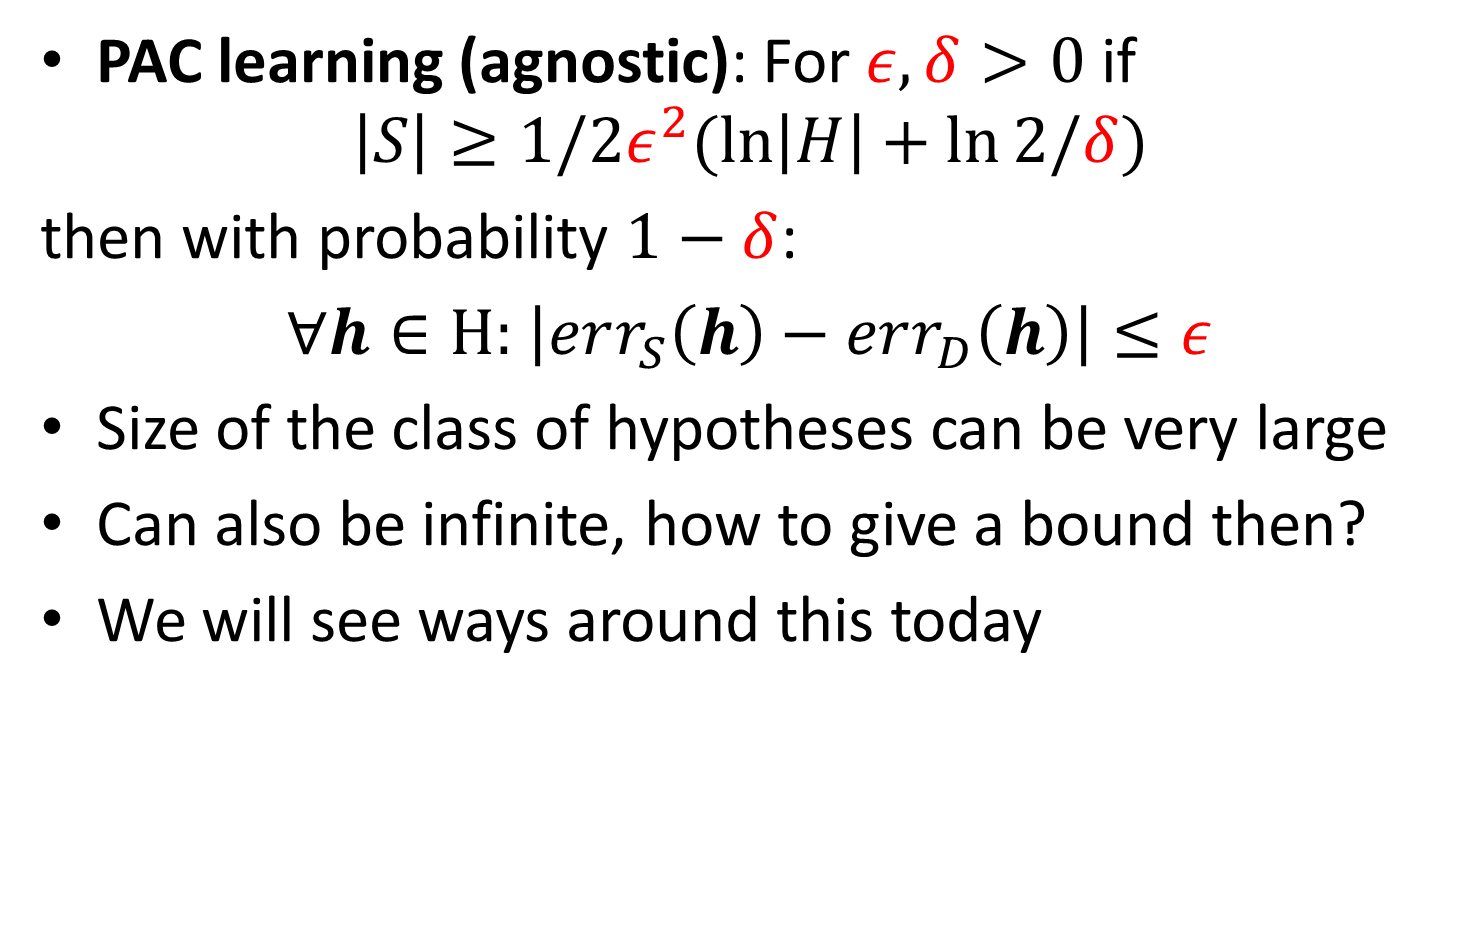 • PAC learning (agnostic): For ϵ, δ > 0 if
|S| ≥ 1/2ϵ²(ln|H| + ln 2/δ)
then with probability 1 − δ:
∀h ∈ H: |err_S(h) − err_D(h)| ≤ ϵ
• Size of the class of hypotheses can be very large
• Can also be infinite, how to give a bound then?
• We will see ways around this today